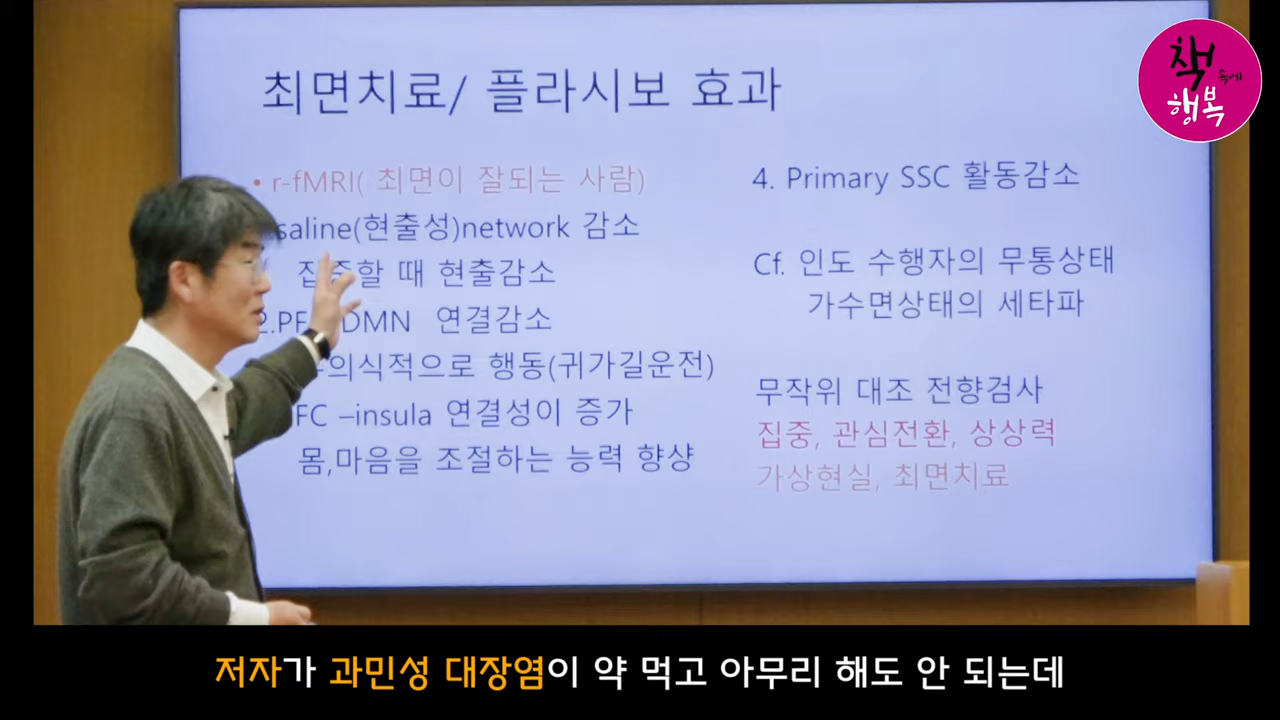 최면치료/ 플라시보 효과
• r-fMRI( 최면이 잘되는 사람)
saline(현출성)network 감소
집중할 때 현출감소
2.PF DMN 연결감소
의식적으로 행동(귀가길운전)
FC –insula 연결성이 증가
몸,마음을 조절하는 능력 향샹
4. Primary SSC 활동감소
Cf. 인도 수행자의 무통상태
가수면상태의 세타파
무작위 대조 전향검사
집중, 관심전환, 상상력
가상현실, 최면치료
책 속에
행복
저자가 과민성 대장염이 약 먹고 아무리 해도 안 되는데